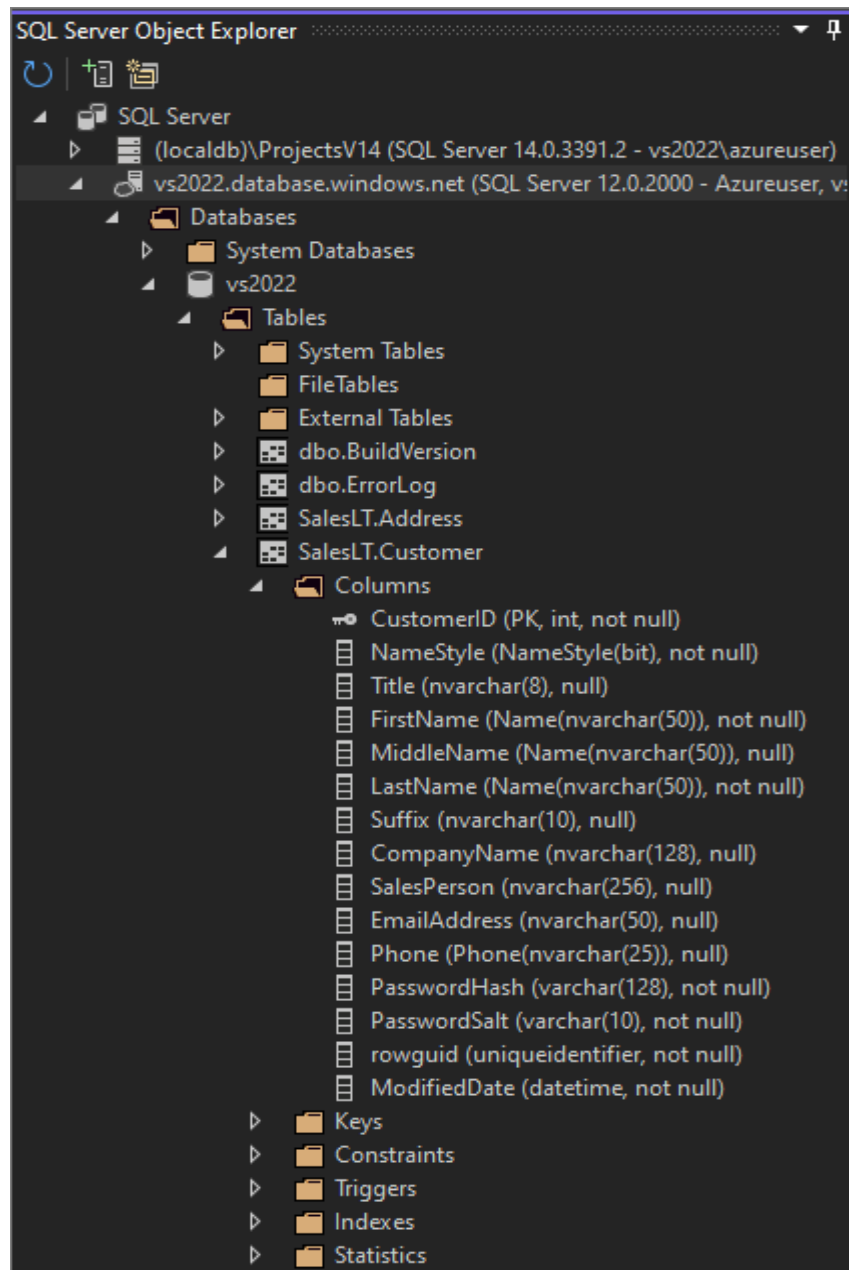 SQL Server Object Explorer
SQL Server
(localdb)\ProjectsV14 (SQL Server 14.0.3391.2 - vs2022\azureuser)
vs2022.database.windows.net (SQL Server 12.0.2000 - Azureuser,
Databases
System Databases
vs2022
Tables
System Tables
FileTables
External Tables
dbo.BuildVersion
dbo.ErrorLog
SalesLT.Address
SalesLT.Customer
Columns
CustomerID (PK, int, not null)
NameStyle (NameStyle(bit), not null)
Title (nvarchar(8), null)
FirstName (Name(nvarchar(50)), not null)
MiddleName (Name(nvarchar(50)), null)
LastName (Name(nvarchar(50)), not null)
Suffix (nvarchar(10), null)
CompanyName (nvarchar(128), null)
SalesPerson (nvarchar(256), null)
EmailAddress (nvarchar(50), null)
Phone (Phone(nvarchar(25)), null)
PasswordHash (varchar(128), not null)
PasswordSalt (varchar(10), not null)
rowguid (uniqueidentifier, not null)
ModifiedDate (datetime, not null)
Keys
Constraints
Triggers
Indexes
Statistics